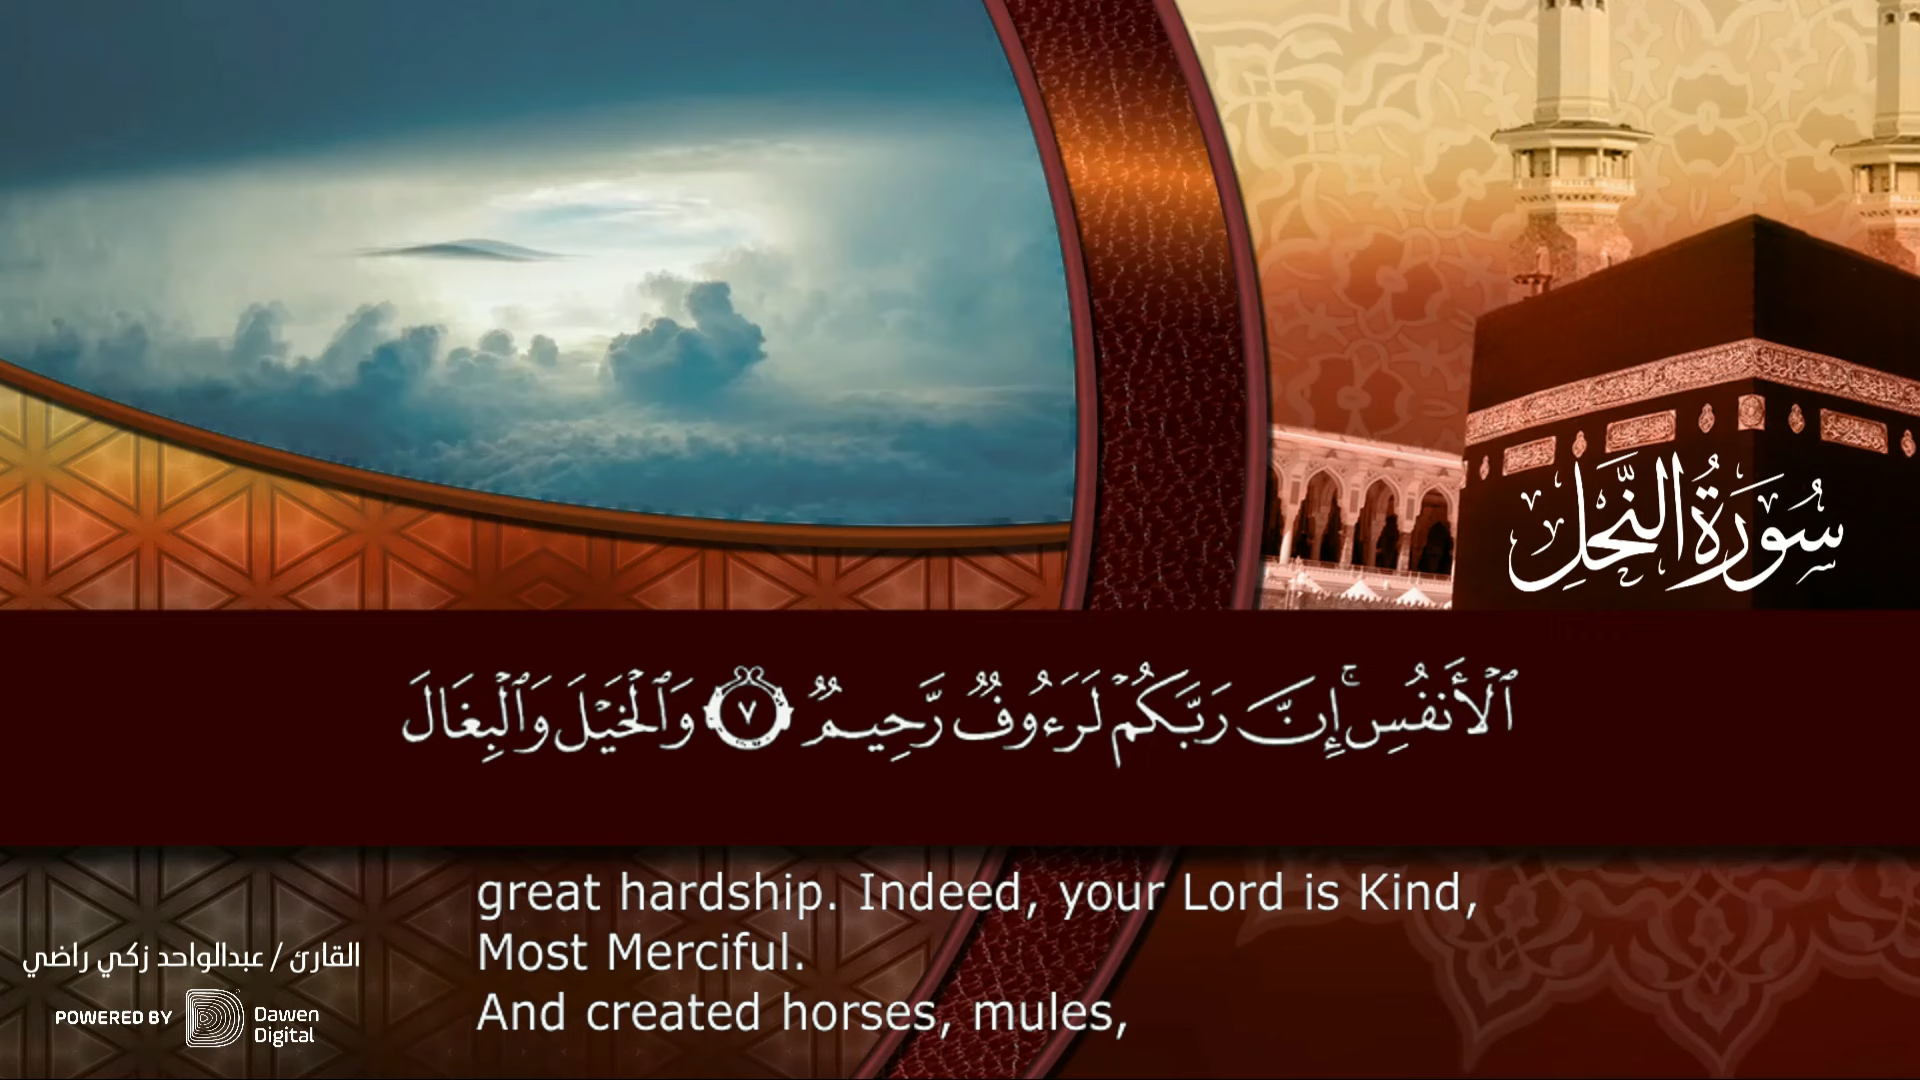 سُورَةُ النَّحْلِ
ٱلْأَنفُسِ ۚ إِنَّ رَبَّكُمْ لَرَءُوفٌ رَّحِيمٌ ٧ وَٱلْخَيْلَ وَٱلْبِغَالَ
great hardship. Indeed, your Lord is Kind,
Most Merciful.
And created horses, mules,
القارئ / عبدالواحد زكي راضي
POWERED BY Dawen
Digital